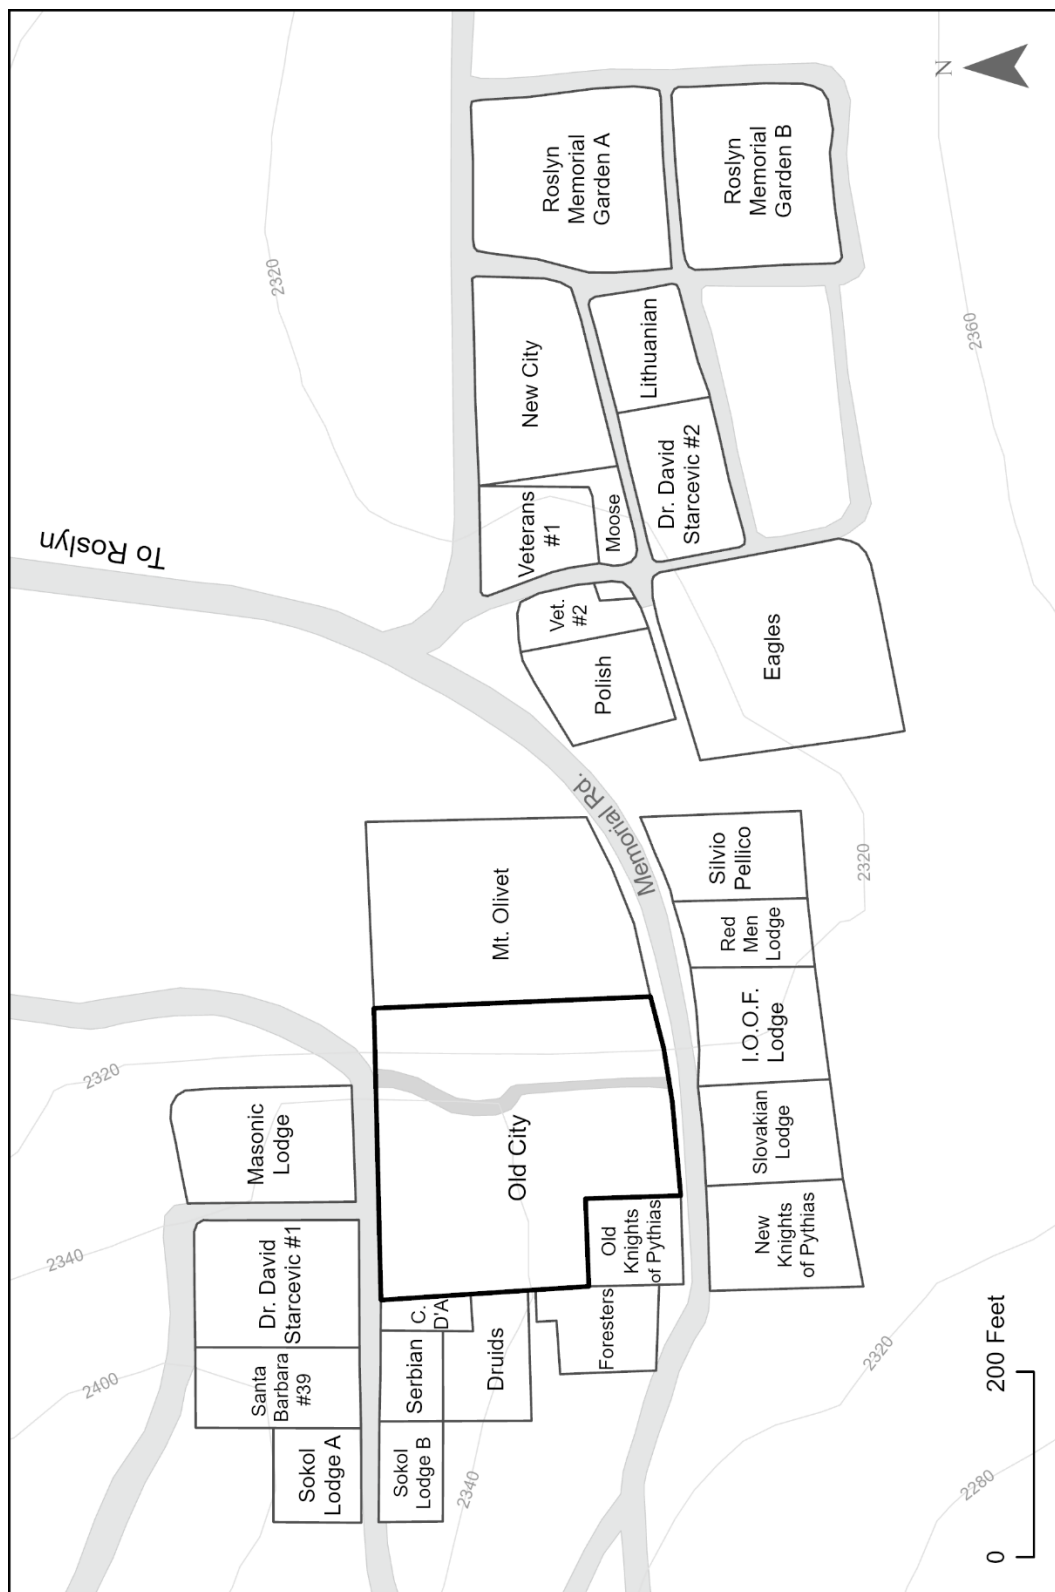 To Roslyn
N
2320
2360
Roslyn
Memorial
Garden A
Roslyn
Memorial
Garden B
New City
Lithuanian
Dr. David
Starcevic #2
Veterans
#1
Moose
Vet.
#2
Polish
Eagles
Memorial Rd.
Mt. Olivet
Silvio
Pellico
Red
Men
Lodge
I.O.O.F.
Lodge
Slovakian
Lodge
New
Knights
of Pythias
2320
2320
Masonic
Lodge
Old City
Old
Knights
of Pythias
2340
Dr. David
Starcevic #1
Santa
Barbara
#39
Sokol
Lodge A
2400
C.
D'A
Serbian
Druids
Foresters
Sokol
Lodge B
2340
2320
2280
0
200 Feet